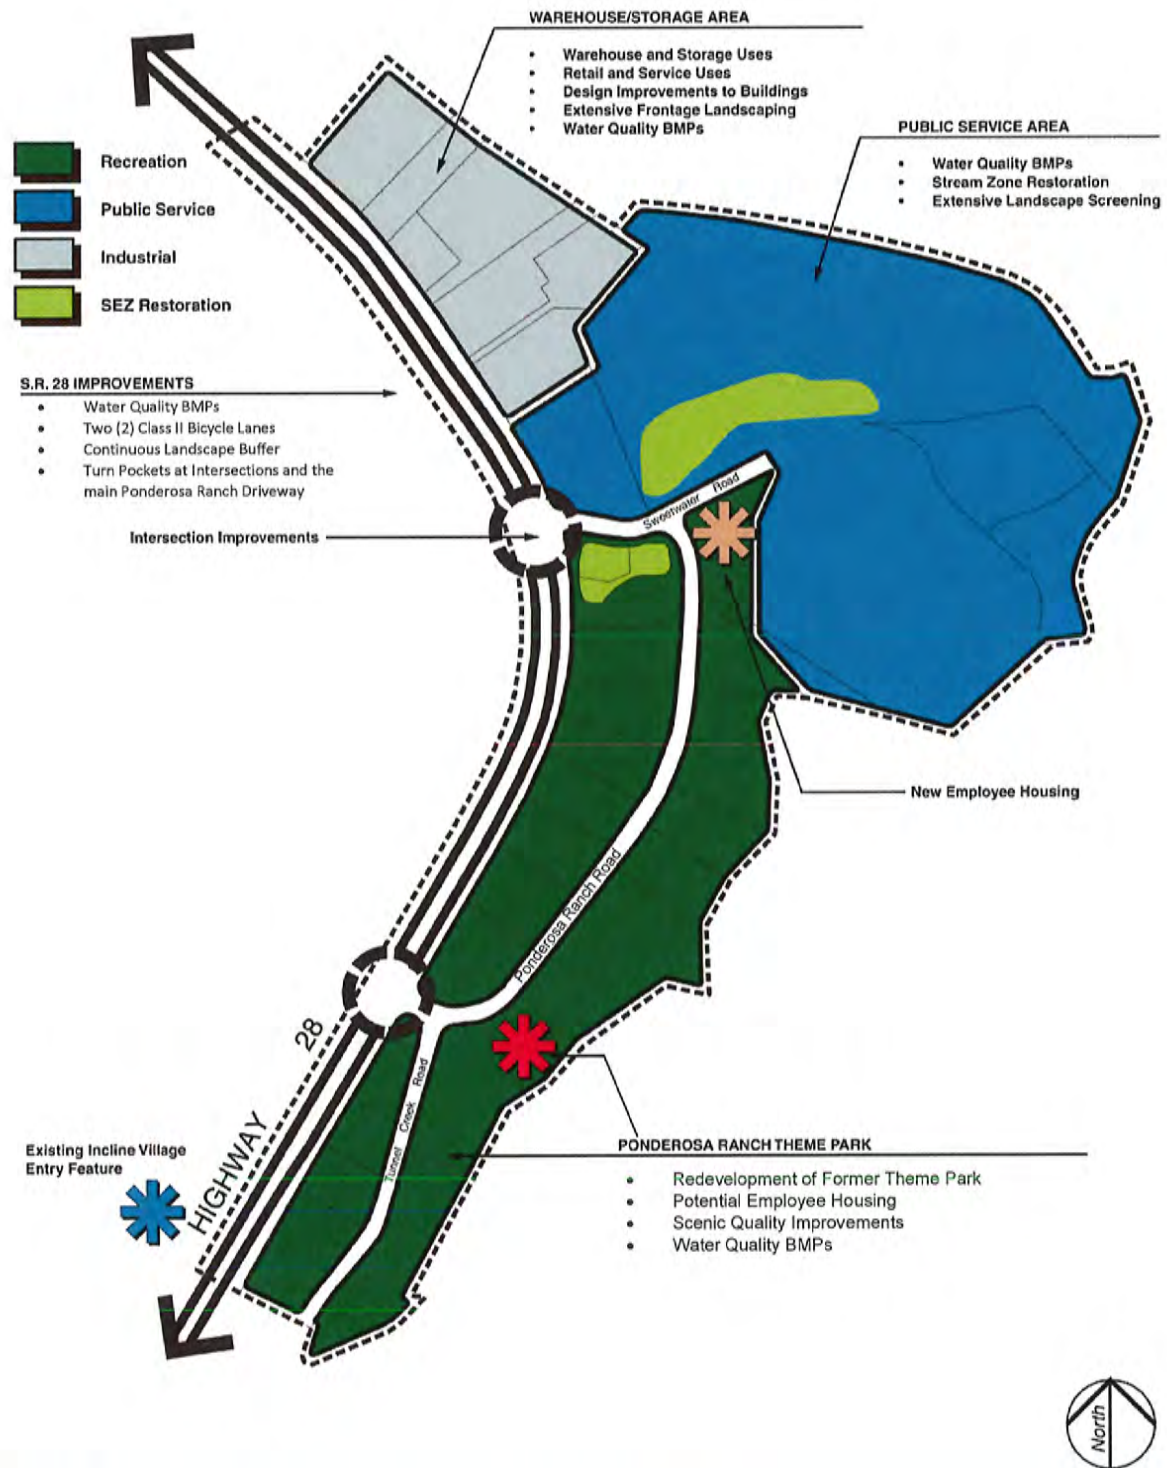 WAREHOUSE/STORAGE AREA
• Warehouse and Storage Uses
• Retail and Service Uses
• Design Improvements to Buildings
• Extensive Frontage Landscaping
• Water Quality BMPs
PUBLIC SERVICE AREA
• Water Quality BMPs
• Stream Zone Restoration
• Extensive Landscape Screening
Recreation
Public Service
Industrial
SEZ Restoration
S.R. 28 IMPROVEMENTS
• Water Quality BMPs
• Two (2) Class II Bicycle Lanes
• Continuous Landscape Buffer
• Turn Pockets at Intersections and the
main Ponderosa Ranch Driveway
Intersection Improvements
Sweetwater Road
New Employee Housing
Ponderosa Ranch Road
Tunnel Creek Road
HIGHWAY 28
Existing Incline Village
Entry Feature
PONDEROSA RANCH THEME PARK
• Redevelopment of Former Theme Park
• Potential Employee Housing
• Scenic Quality Improvements
• Water Quality BMPs
North